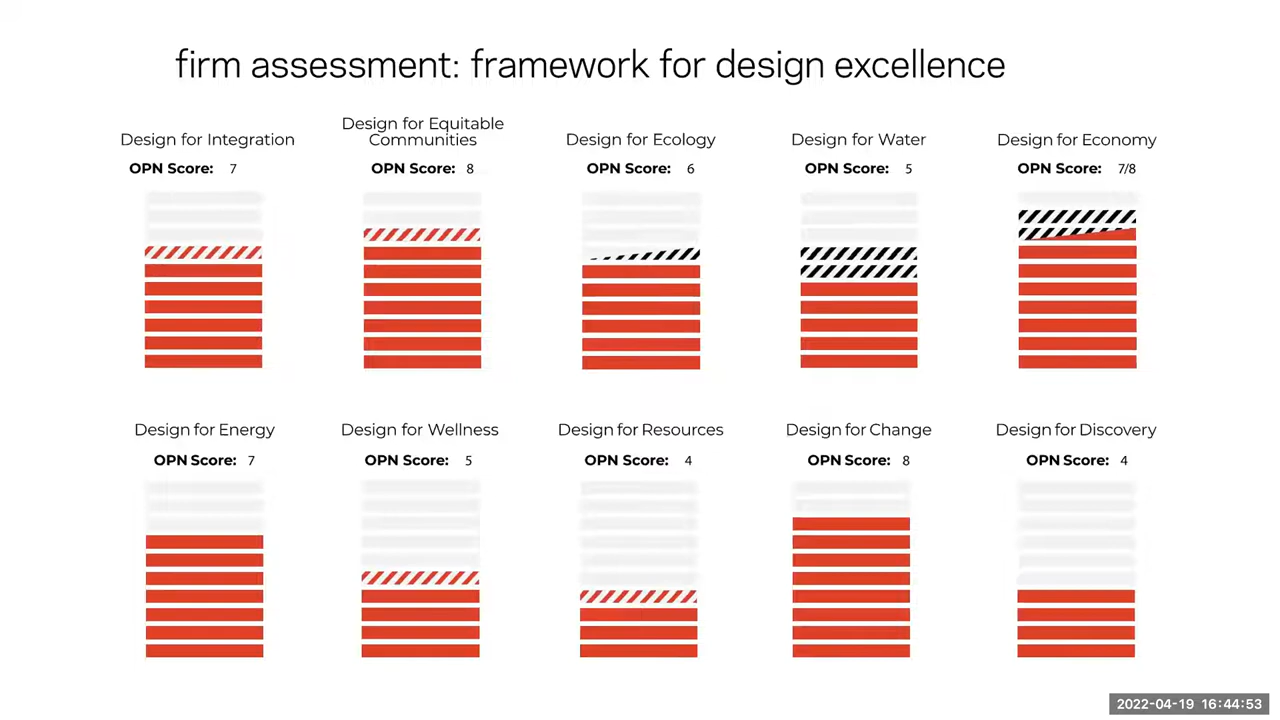 firm assessment: framework for design excellence
Design for Integration
OPN Score: 7
Design for Equitable
Communities
OPN Score: 8
Design for Ecology
OPN Score: 6
Design for Water
OPN Score: 5
Design for Economy
OPN Score: 7/8
Design for Energy
OPN Score: 7
Design for Wellness
OPN Score: 5
Design for Resources
OPN Score: 4
Design for Change
OPN Score: 8
Design for Discovery
OPN Score: 4
2022-04-19 16:44:53